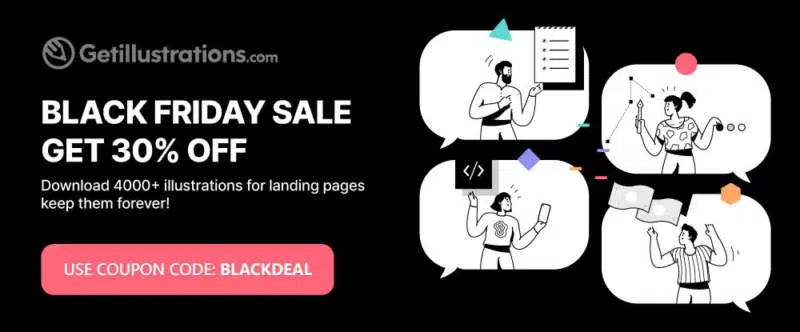 Getillustrations.com
BLACK FRIDAY SALE
GET 30% OFF
Download 4000+ illustrations for landing pages
keep them forever!
USE COUPON CODE: BLACKDEAL
</>